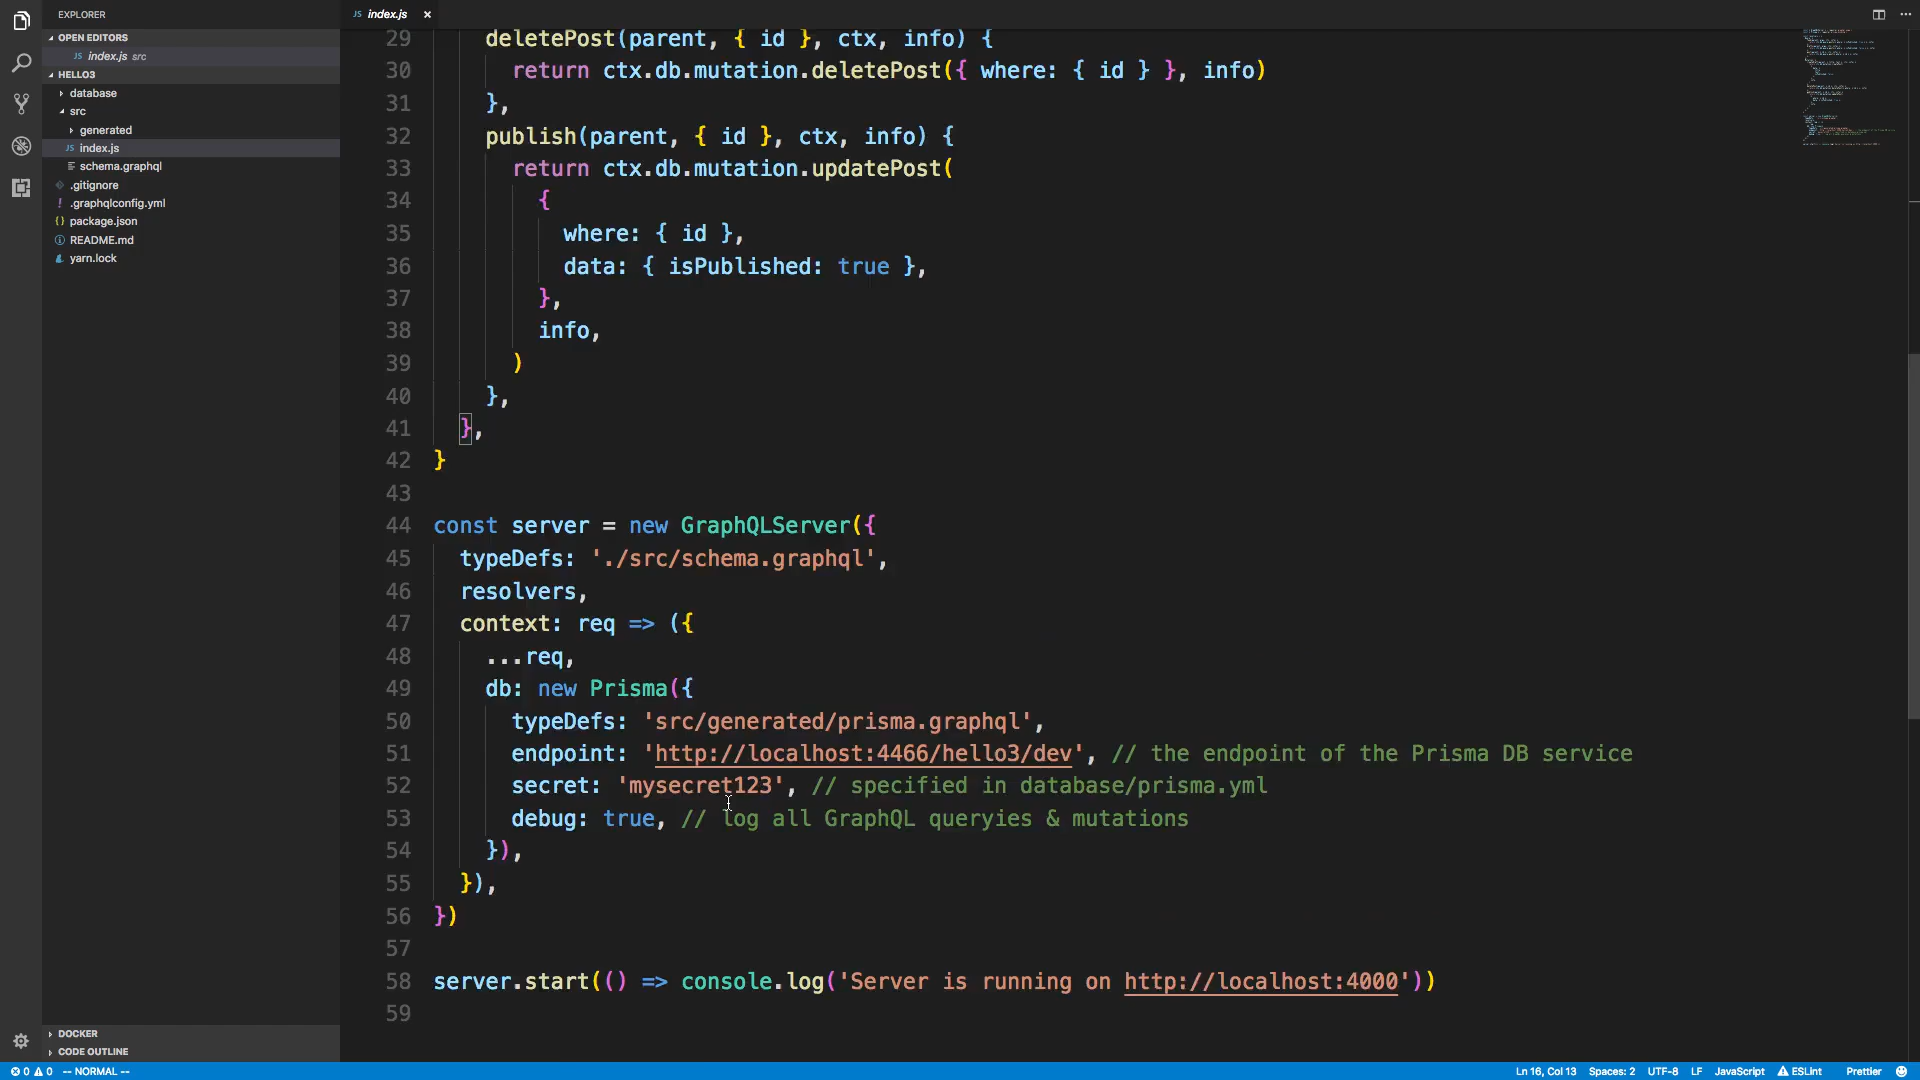 EXPLORER
OPEN EDITORS
JS index.js src
HELLO3
database
src
generated
JS index.js
schema.graphql
.gitignore
! .graphqlconfig.yml
{} package.json
README.md
yarn.lock
DOCKER
CODE OUTLINE
JS index.js ×
29 deletePost(parent, { id }, ctx, info) {
30 return ctx.db.mutation.deletePost({ where: { id } }, info)
31 },
32 publish(parent, { id }, ctx, info) {
33 return ctx.db.mutation.updatePost(
34 {
35 where: { id },
36 data: { isPublished: true },
37 },
38 info,
39 )
40 },
41 },
42 }
43
44 const server = new GraphQLServer({
45 typeDefs: './src/schema.graphql',
46 resolvers,
47 context: req => ({
48 ...req,
49 db: new Prisma({
50 typeDefs: 'src/generated/prisma.graphql',
51 endpoint: 'http://localhost:4466/hello3/dev', // the endpoint of the Prisma DB service
52 secret: 'mysecret123', // specified in database/prisma.yml
53 debug: true, // log all GraphQL queryies & mutations
54 }),
55 }),
56 })
57
58 server.start(() => console.log('Server is running on http://localhost:4000'))
59
0 0 -- NORMAL -- Ln 16, Col 13 Spaces: 2 UTF-8 LF JavaScript ESLint Prettier